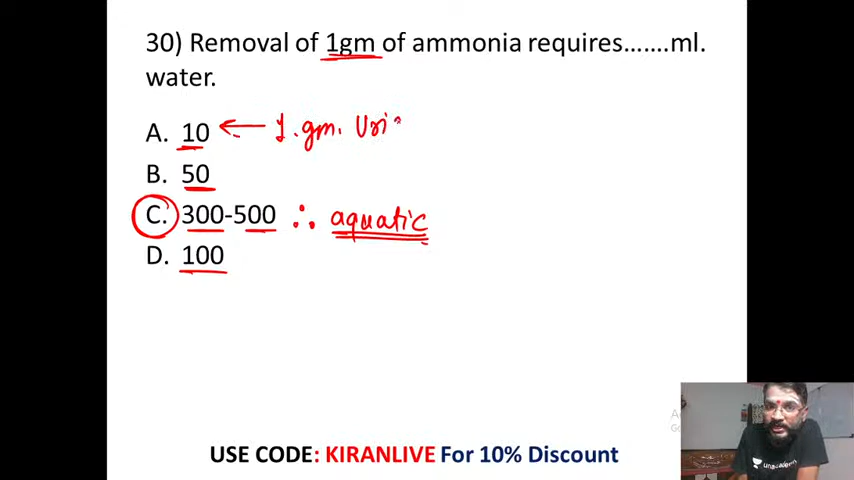 30) Removal of 1gm of ammonia requires.......ml.
water.
A. 10 ← 1.gm. Uri
B. 50
C. 300-500 ∴ aquatic
D. 100
unacademy
USE CODE: KIRANLIVE For 10% Discount